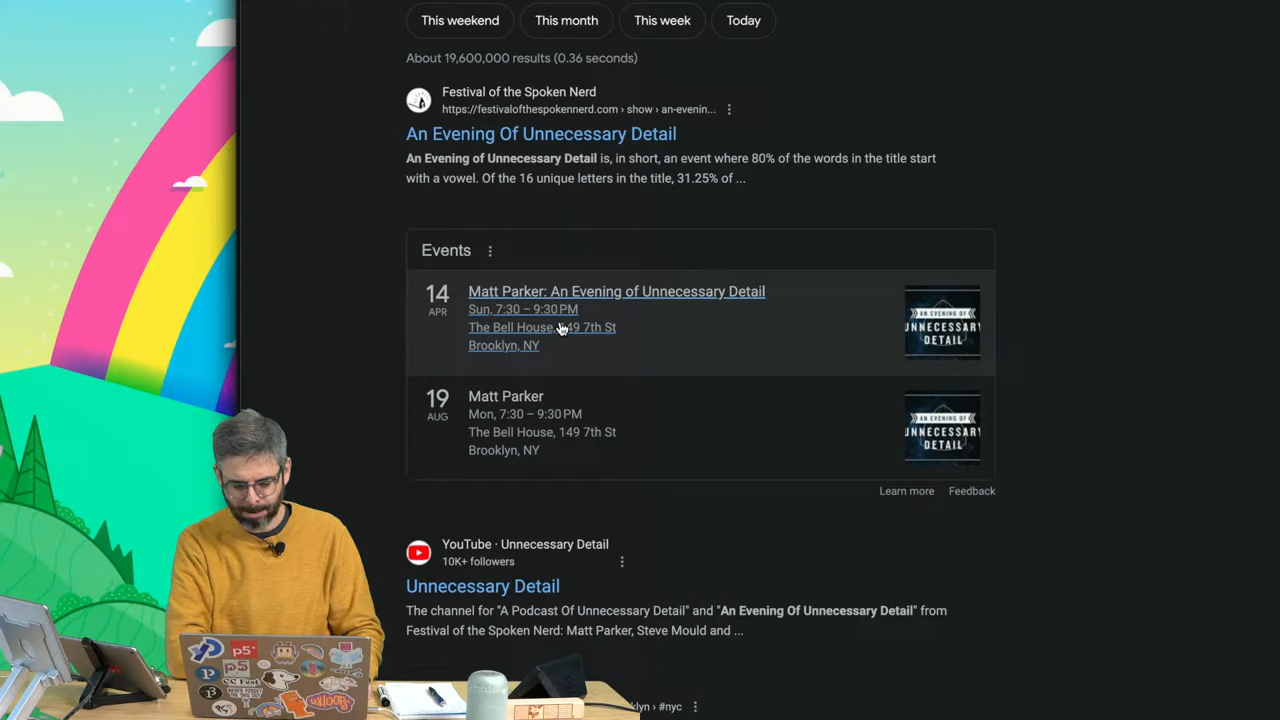 This weekend
This month
This week
Today
About 19,600,000 results (0.36 seconds)
Festival of the Spoken Nerd
https://festivalofthespokennerd.com › show › an-evenin...
An Evening Of Unnecessary Detail
An Evening of Unnecessary Detail is, in short, an event where 80% of the words in the title start
with a vowel. Of the 16 unique letters in the title, 31.25% of ...
Events
14
APR
Matt Parker: An Evening of Unnecessary Detail
Sun, 7:30 – 9:30 PM
The Bell House, 149 7th St
Brooklyn, NY
AN EVENING OF
UNNECESSARY
DETAIL
19
AUG
Matt Parker
Mon, 7:30 – 9:30 PM
The Bell House, 149 7th St
Brooklyn, NY
AN EVENING OF
UNNECESSARY
DETAIL
Learn more
Feedback
YouTube · Unnecessary Detail
10K+ followers
Unnecessary Detail
The channel for "A Podcast Of Unnecessary Detail" and "An Evening Of Unnecessary Detail" from
Festival of the Spoken Nerd: Matt Parker, Steve Mould and ...
p5*
p5
CC Fest
› #nyc